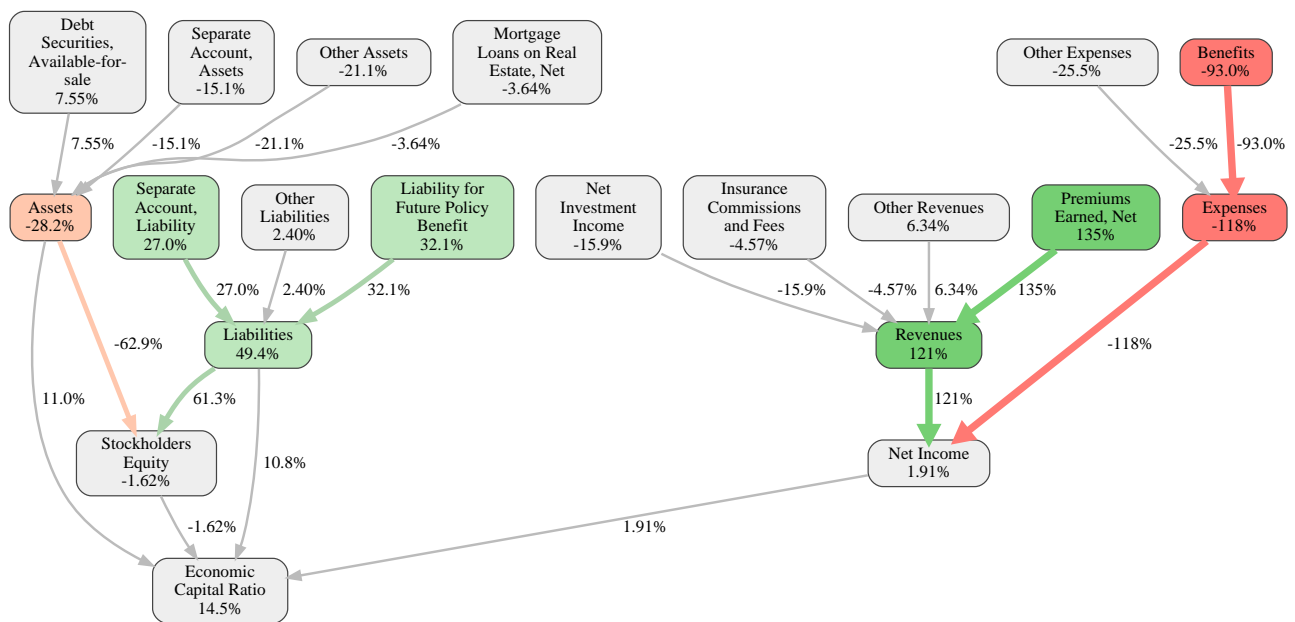 Debt
Securities,
Available-for-
sale
7.55%
Separate
Account,
Assets
-15.1%
Other Assets
-21.1%
Mortgage
Loans on Real
Estate, Net
-3.64%
Other Expenses
-25.5%
Benefits
-93.0%
7.55%
-15.1%
-21.1%
-3.64%
-25.5%
-93.0%
Assets
-28.2%
Separate
Account,
Liability
27.0%
Other
Liabilities
2.40%
Liability for
Future Policy
Benefit
32.1%
Net
Investment
Income
-15.9%
Insurance
Commissions
and Fees
-4.57%
Other Revenues
6.34%
Premiums
Earned, Net
135%
Expenses
-118%
27.0%
2.40%
32.1%
-15.9%
-4.57%
6.34%
135%
-62.9%
Liabilities
49.4%
Revenues
121%
-118%
11.0%
61.3%
121%
Stockholders
Equity
-1.62%
10.8%
Net Income
1.91%
-1.62%
1.91%
Economic
Capital Ratio
14.5%